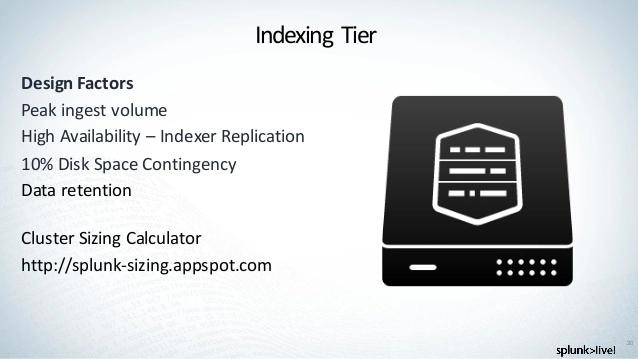 Indexing Tier
Design Factors
Peak ingest volume
High Availability – Indexer Replication
10% Disk Space Contingency
Data retention
Cluster Sizing Calculator
http://splunk-sizing.appspot.com
splunk>live!